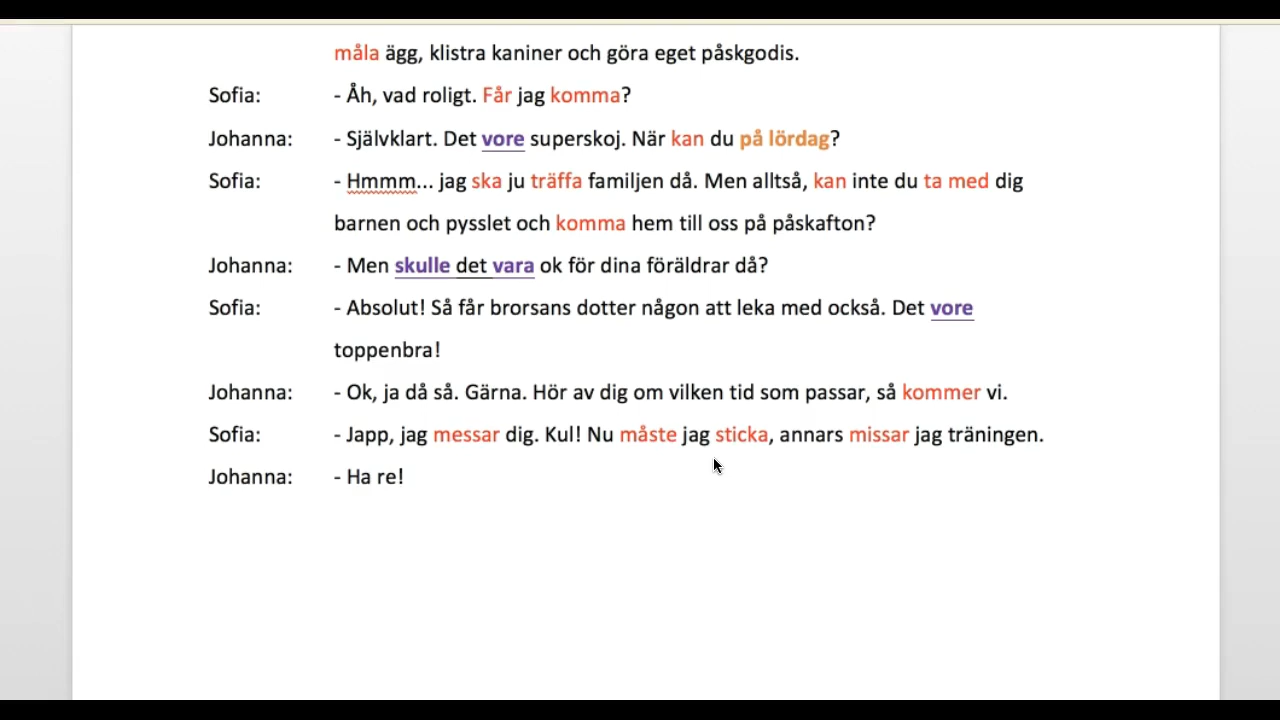 måla ägg, klistra kaniner och göra eget påskgodis.
Sofia: - Åh, vad roligt. Får jag komma?
Johanna: - Självklart. Det vore superskoj. När kan du på lördag?
Sofia: - Hmmm... jag ska ju träffa familjen då. Men alltså, kan inte du ta med dig
barnen och pysslet och komma hem till oss på påskafton?
Johanna: - Men skulle det vara ok för dina föräldrar då?
Sofia: - Absolut! Så får brorsans dotter någon att leka med också. Det vore
toppenbra!
Johanna: - Ok, ja då så. Gärna. Hör av dig om vilken tid som passar, så kommer vi.
Sofia: - Japp, jag messar dig. Kul! Nu måste jag sticka, annars missar jag träningen.
Johanna: - Ha re!